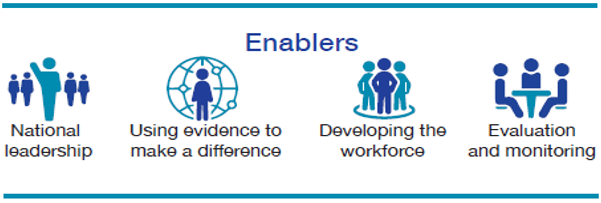 Enablers
National
leadership
Using evidence to
make a difference
Developing the
workforce
Evaluation
and monitoring